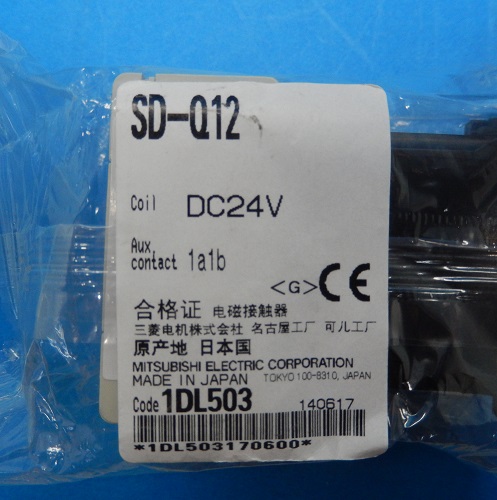 SD-Q12
Coil DC24V
Aux.
contact 1a1b
<G> CE
合格证 电磁接触器
三菱电机株式会社 名古屋工厂 可儿工厂
原产地 日本国
MITSUBISHI ELECTRIC CORPORATION
MADE IN JAPAN TOKYO 100-8310, JAPAN
Code 1DL503 140617
*1DL503170600*